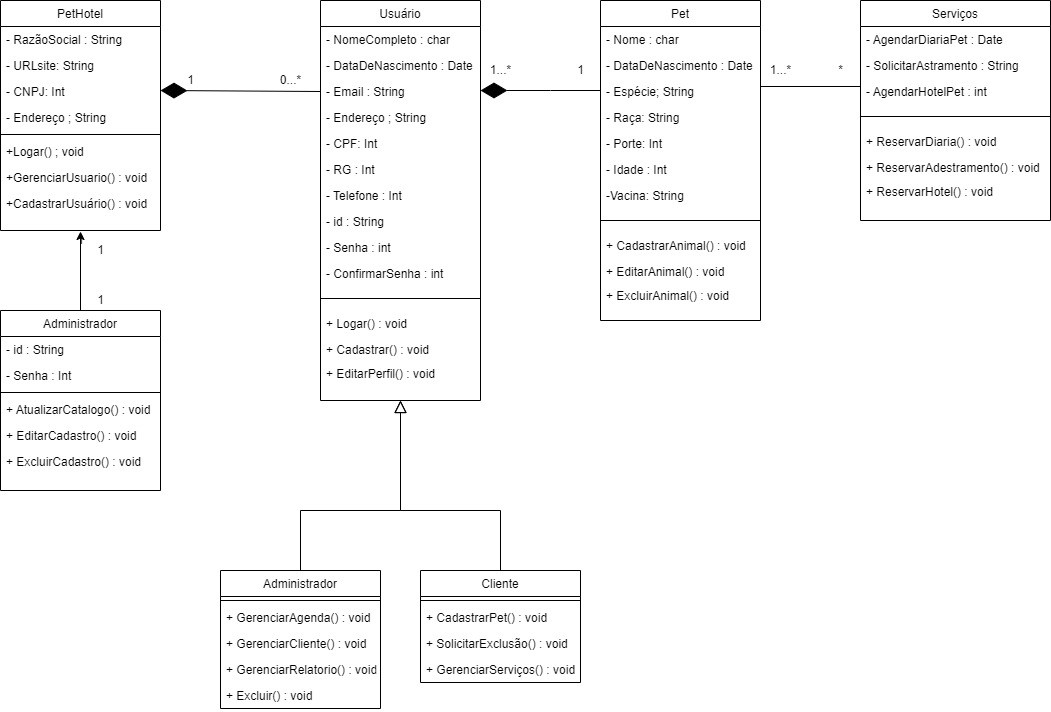 PetHotel
- RazãoSocial : String
- URLsite: String
- CNPJ: Int
- Endereço ; String
+Logar() ; void
+GerenciarUsuario() : void
+CadastrarUsuário() : void
1
0...*
Usuário
- NomeCompleto : char
- DataDeNascimento : Date
- Email : String
- Endereço ; String
- CPF: Int
- RG : Int
- Telefone : Int
- id : String
- Senha : int
- ConfirmarSenha : int
+ Logar() : void
+ Cadastrar() : void
+ EditarPerfil() : void
1...*
1
Pet
- Nome : char
- DataDeNascimento : Date
- Espécie; String
- Raça: String
- Porte: Int
- Idade : Int
-Vacina: String
+ CadastrarAnimal() : void
+ EditarAnimal() : void
+ ExcluirAnimal() : void
1...*
*
Serviços
- AgendarDiariaPet : Date
- SolicitarAstramento : String
- AgendarHotelPet : int
+ ReservarDiaria() : void
+ ReservarAdestramento() : void
+ ReservarHotel() : void
1
1
Administrador
- id : String
- Senha : Int
+ AtualizarCatalogo() : void
+ EditarCadastro() : void
+ ExcluirCadastro() : void
Administrador
+ GerenciarAgenda() : void
+ GerenciarCliente() : void
+ GerenciarRelatorio() : void
+ Excluir() : void
Cliente
+ CadastrarPet() : void
+ SolicitarExclusão() : void
+ GerenciarServiços() : void